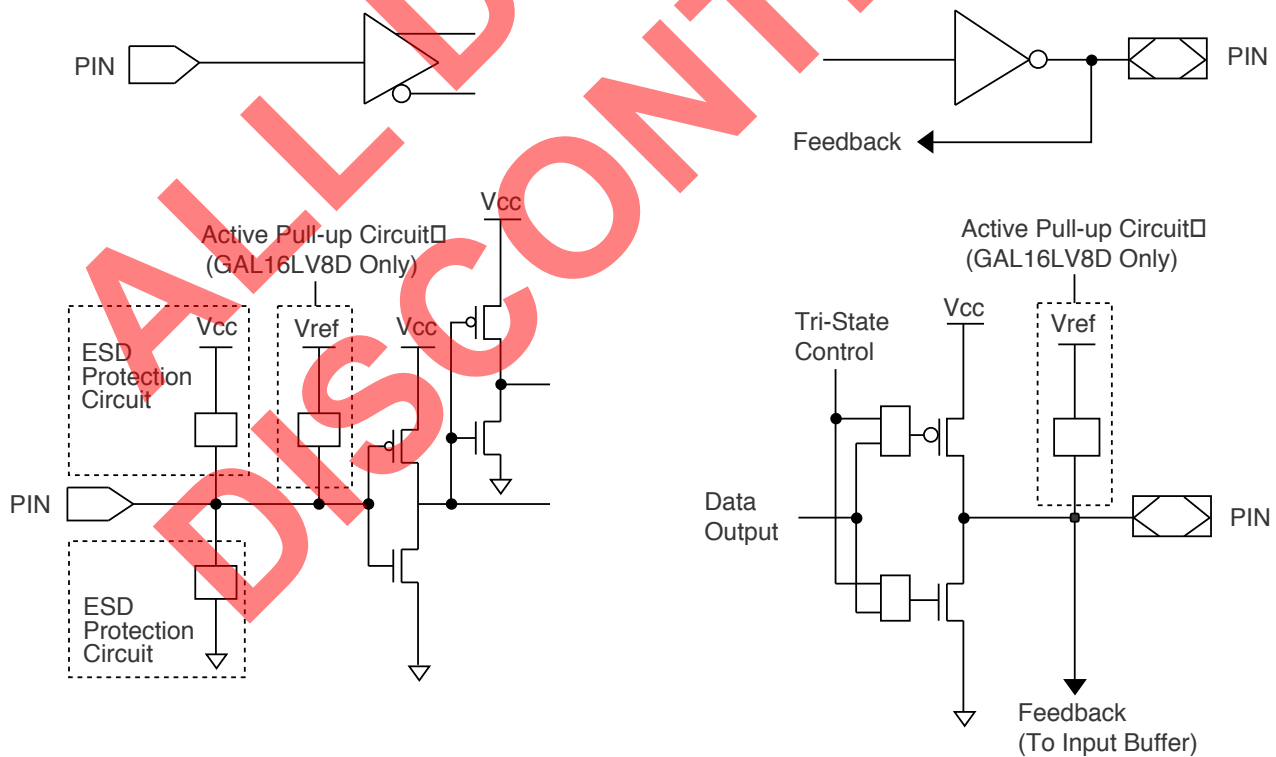 PIN
PIN
Feedback
Vcc
Active Pull-up Circuit□
(GAL16LV8D Only)
Active Pull-up Circuit□
(GAL16LV8D Only)
Vcc
Vref
Vcc
ESD
Protection
Circuit
Tri-State
Control
Vcc
Vref
PIN
Data
Output
PIN
ESD
Protection
Circuit
Feedback
(To Input Buffer)
ALL D
DISCONT